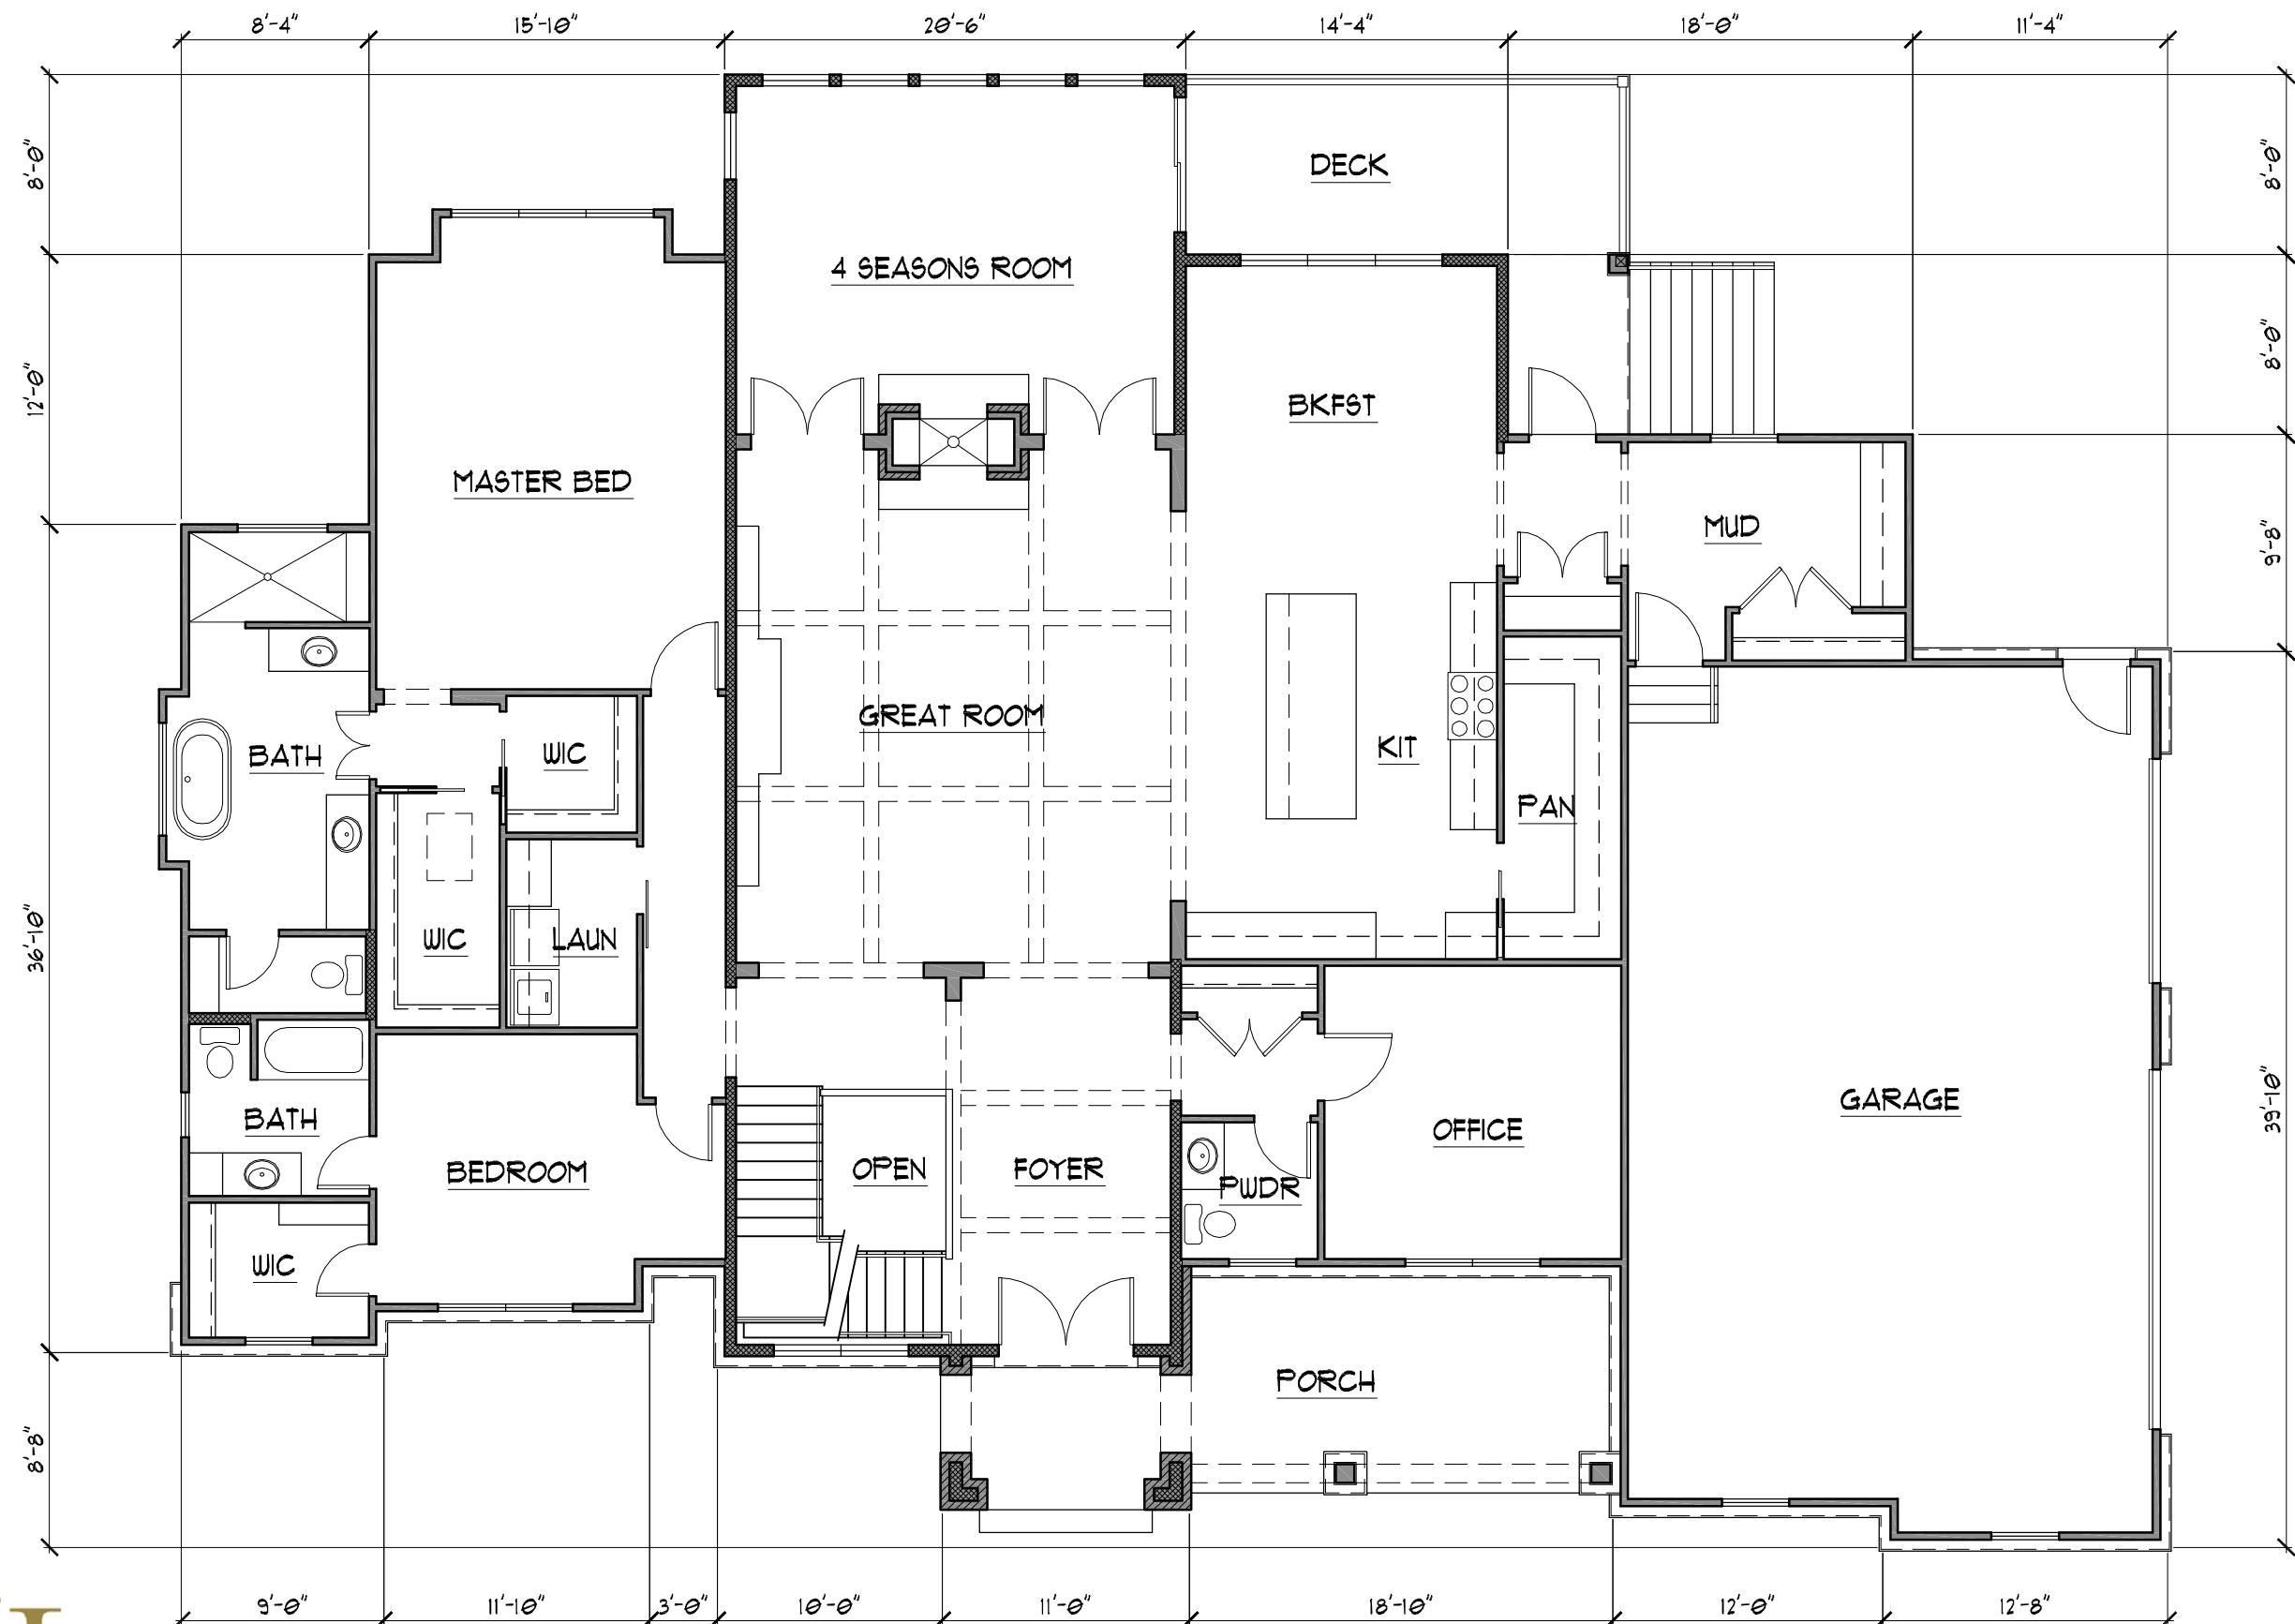 8'-4" 15'-10" 20'-6" 14'-4" 18'-0" 11'-4"
8'-0"
DECK
8'-0"
4 SEASONS ROOM
12'-0"
8'-0"
BKFST
MASTER BED
MUD
9'-8"
GREAT ROOM
BATH
WIC
KIT
PAN
36'-10"
WIC
LAUN
GARAGE
39'-10"
BATH
OFFICE
BEDROOM
OPEN
FOYER
PWDR
WIC
PORCH
8'-8"
9'-0" 11'-10" 3'-0" 10'-0" 11'-0" 18'-10" 12'-0" 12'-8"